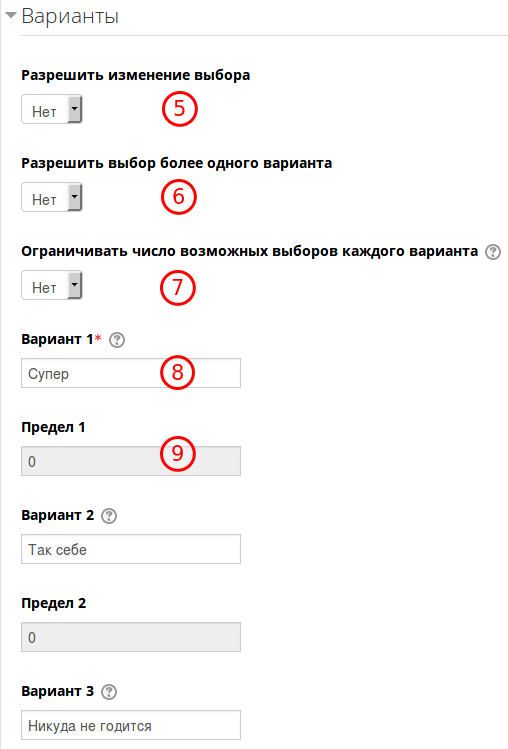 Варианты
Разрешить изменение выбора
Нет
5
Разрешить выбор более одного варианта
Нет
6
Ограничивать число возможных выборов каждого варианта ?
Нет
7
Вариант 1* ?
Супер
8
Предел 1
0
9
Вариант 2 ?
Так себе
Предел 2
0
Вариант 3 ?
Никуда не годится